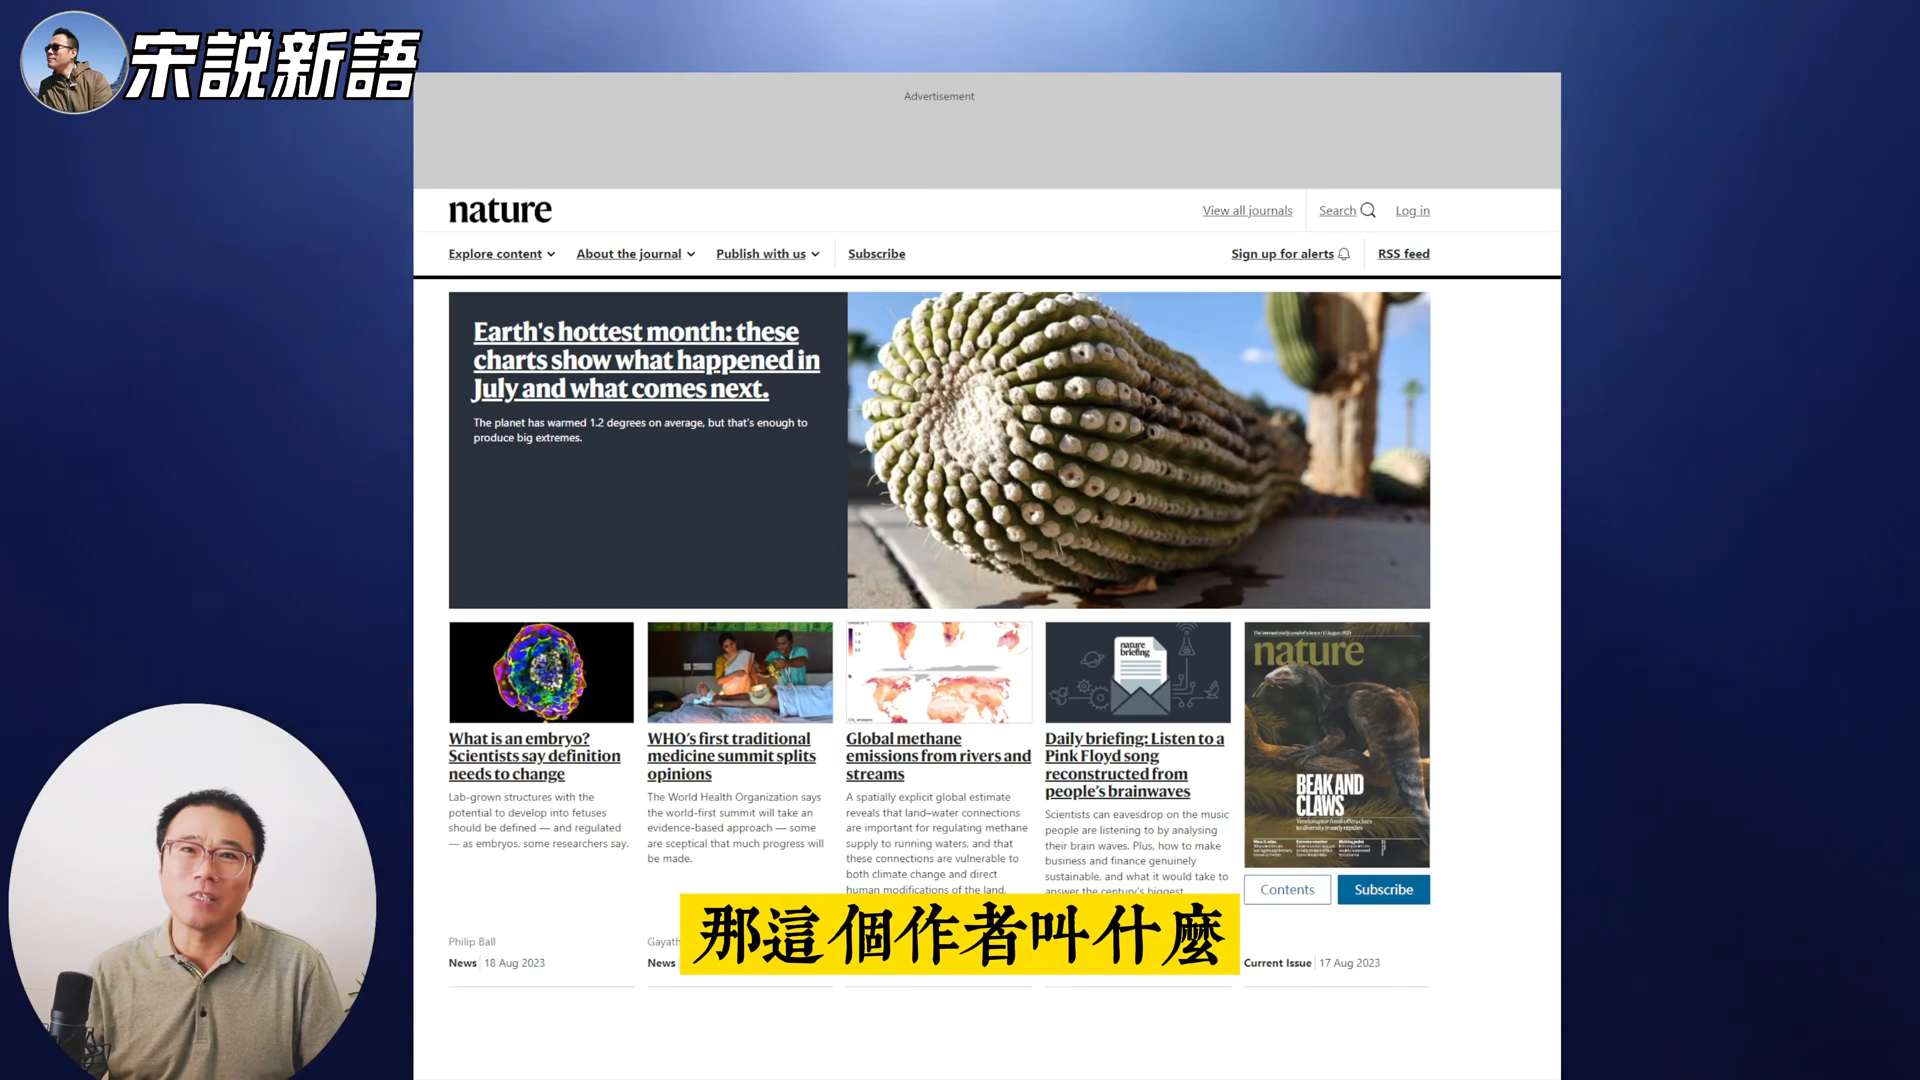 宋説新語
Advertisement
nature
View all journals
Search
Log in
Explore content
About the journal
Publish with us
Subscribe
Sign up for alerts
RSS feed
Earth's hottest month: these
charts show what happened in
July and what comes next.
The planet has warmed 1.2 degrees on average, but that's enough to
produce big extremes.
What is an embryo?
Scientists say definition
needs to change
Lab-grown structures with the
potential to develop into fetuses
should be defined — and regulated
— as embryos, some researchers say.
Philip Ball
News 18 Aug 2023
WHO's first traditional
medicine summit splits
opinions
The World Health Organization says
the world-first summit will take an
evidence-based approach — some
are sceptical that much progress will
be made.
Gayath
News
Global methane
emissions from rivers and
streams
A spatially explicit global estimate
reveals that land–water connections
are important for regulating methane
supply to running waters, and that
these connections are vulnerable to
both climate change and direct
human modifications of the land.
nature
briefing
Daily briefing: Listen to a
Pink Floyd song
reconstructed from
people's brainwaves
Scientists can eavesdrop on the music
people are listening to by analysing
their brain waves. Plus, how to make
business and finance genuinely
sustainable, and what it would take to
answer the century's biggest
nature
BEAK AND
CLAWS
Contents
Subscribe
Current Issue 17 Aug 2023
那這個作者叫什麼